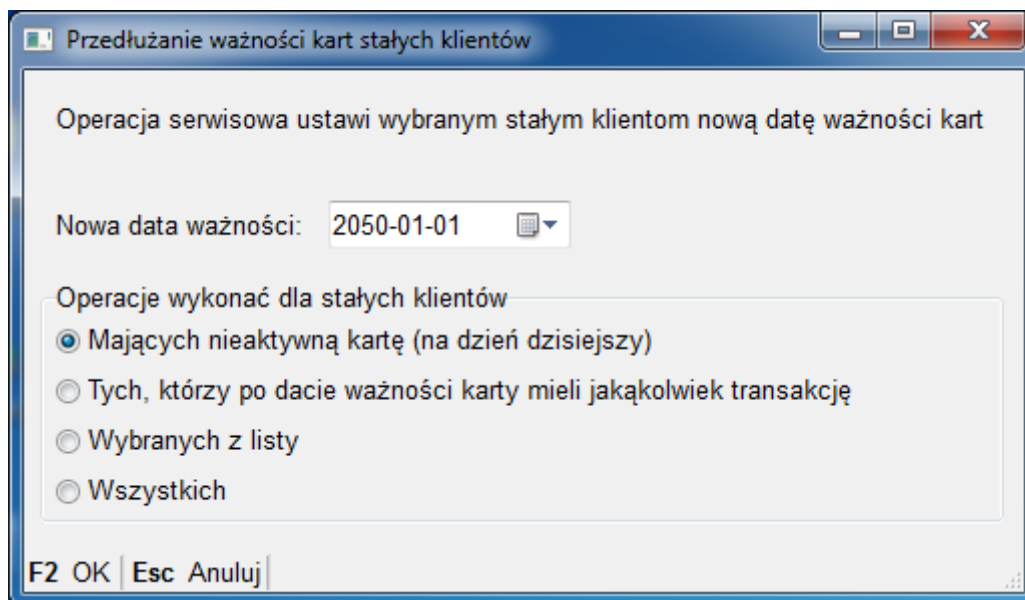 Przedłużanie ważności kart stałych klientów
Operacja serwisowa ustawi wybranym stałym klientom nową datę ważności kart
Nowa data ważności: 2050-01-01
Operacje wykonać dla stałych klientów
Mających nieaktywną kartę (na dzień dzisiejszy)
Tych, którzy po dacie ważności karty mieli jakąkolwiek transakcję
Wybranych z listy
Wszystkich
F2 OK Esc Anuluj